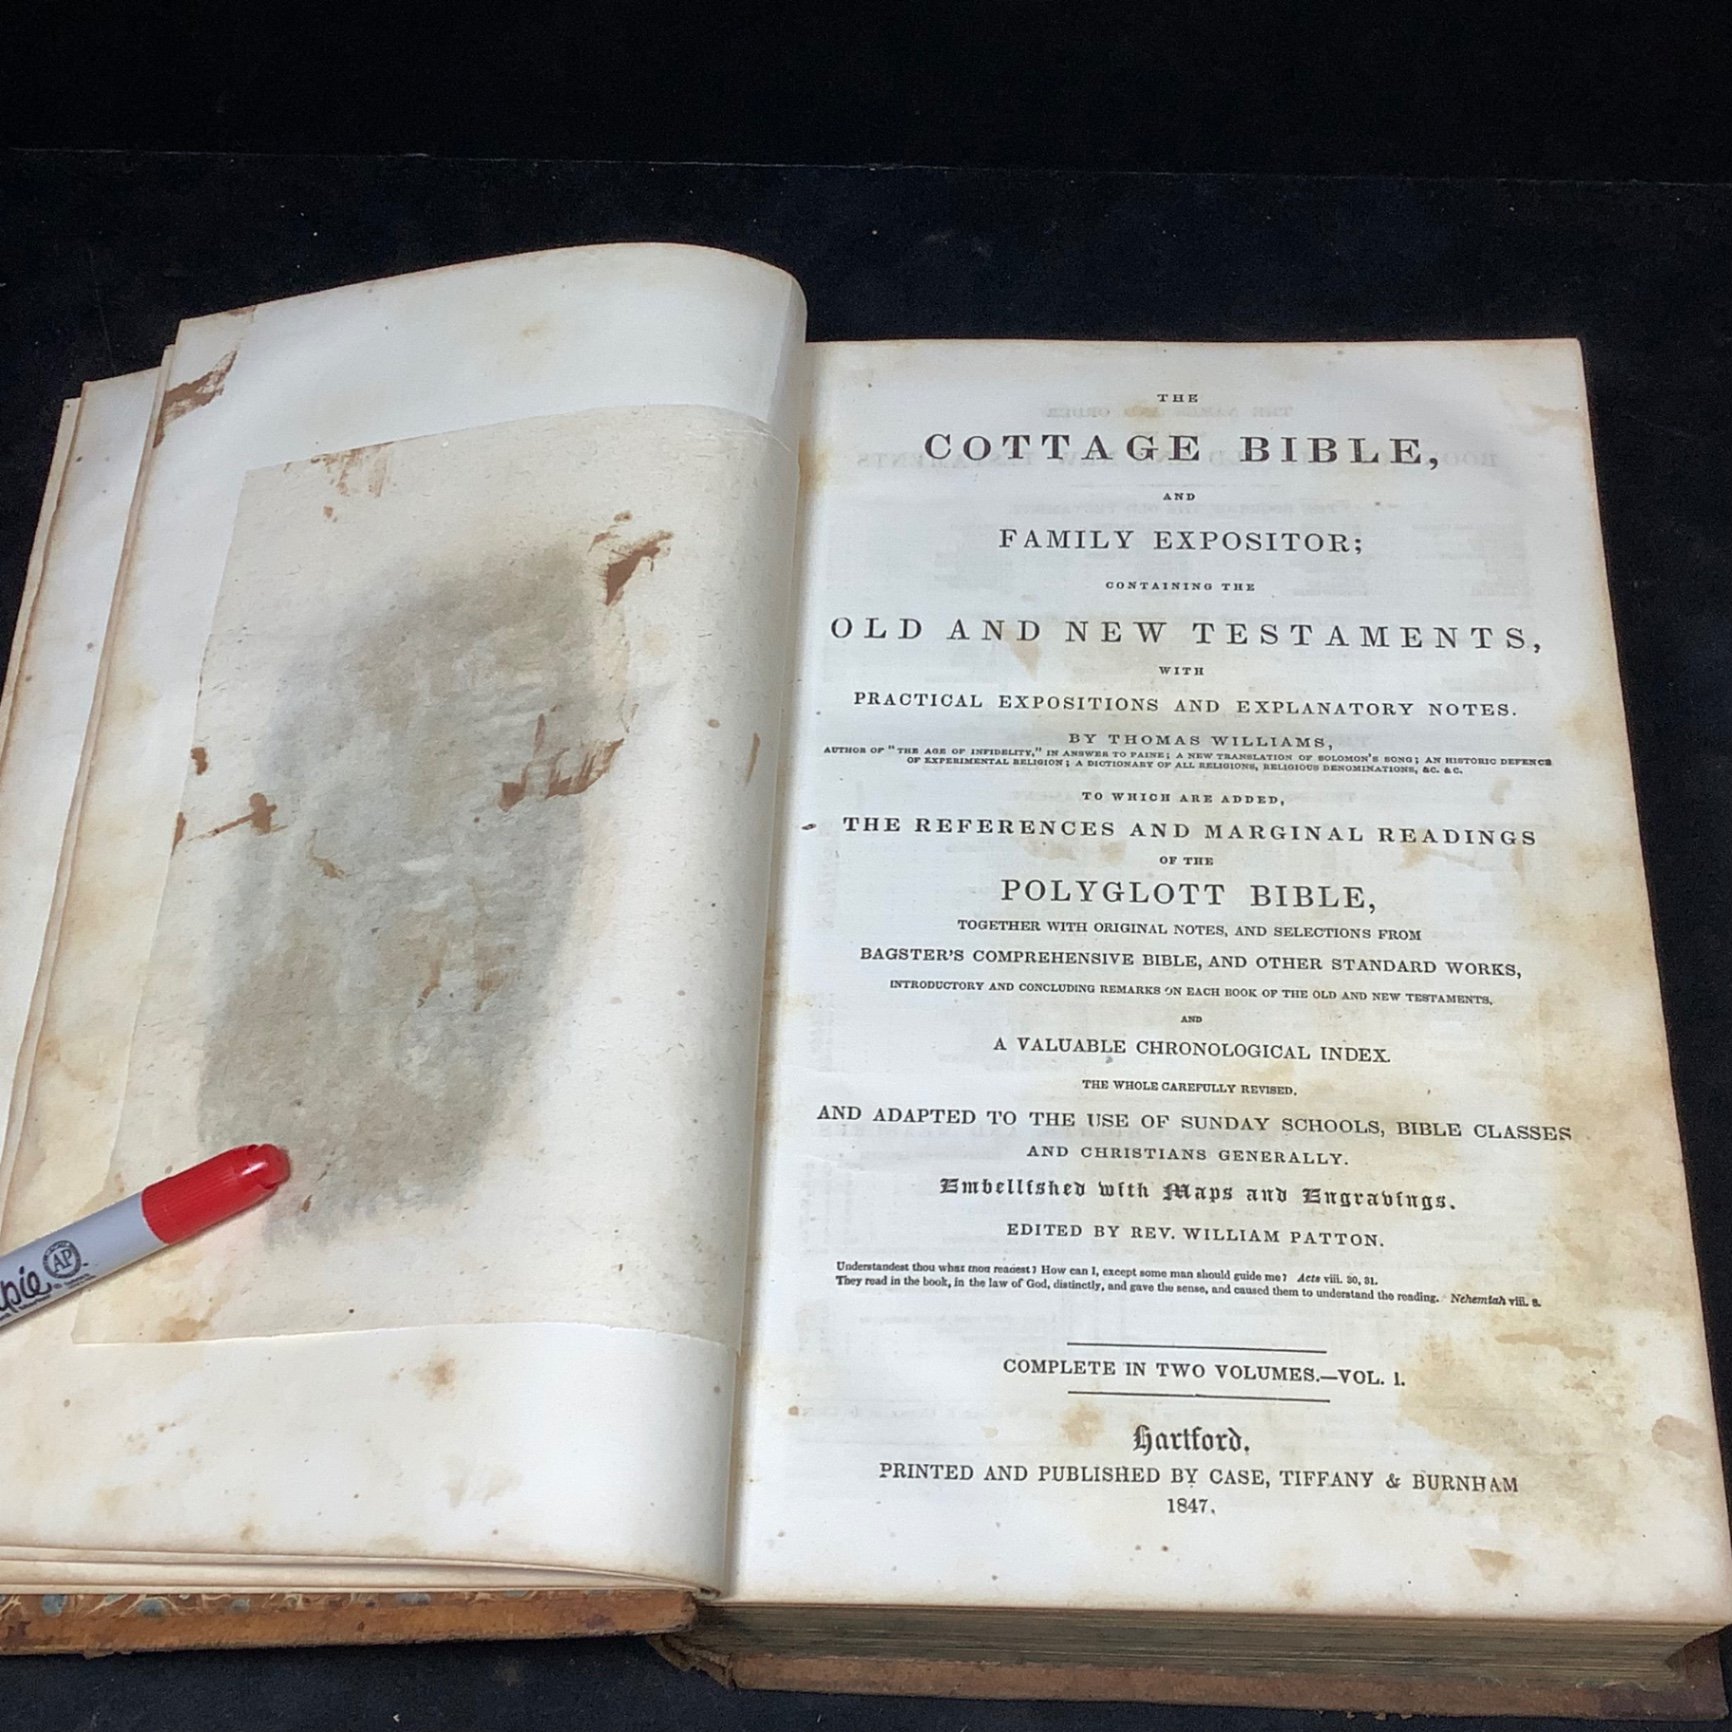 THE
COTTAGE BIBLE,
AND
FAMILY EXPOSITOR;
CONTAINING THE
OLD AND NEW TESTAMENTS,
WITH
PRACTICAL EXPOSITIONS AND EXPLANATORY NOTES.
BY THOMAS WILLIAMS,
AUTHOR OF "THE AGE OF INFIDELITY," IN ANSWER TO PAINE; A NEW TRANSLATION OF SOLOMON'S SONG; AN HISTORIC DEFENCE
OF EXPERIMENTAL RELIGION; A DICTIONARY OF ALL RELIGIONS, RELIGIOUS DENOMINATIONS, &C. &C.
TO WHICH ARE ADDED,
THE REFERENCES AND MARGINAL READINGS
OF THE
POLYGLOTT BIBLE,
TOGETHER WITH ORIGINAL NOTES, AND SELECTIONS FROM
BAGSTER'S COMPREHENSIVE BIBLE, AND OTHER STANDARD WORKS,
INTRODUCTORY AND CONCLUDING REMARKS ON EACH BOOK OF THE OLD AND NEW TESTAMENTS,
AND
A VALUABLE CHRONOLOGICAL INDEX.
THE WHOLE CAREFULLY REVISED,
AND ADAPTED TO THE USE OF SUNDAY SCHOOLS, BIBLE CLASSES
AND CHRISTIANS GENERALLY.
Embellished with Maps and Engravings.
EDITED BY REV. WILLIAM PATTON.
Understandest thou what thou readest? How can I, except some man should guide me? Acts viii. 30, 31.
They read in the book, in the law of God, distinctly, and gave the sense, and caused them to understand the reading. Nehemiah viii. 8.
COMPLETE IN TWO VOLUMES.—VOL. 1.
Hartford.
PRINTED AND PUBLISHED BY CASE, TIFFANY & BURNHAM
1847.
AP